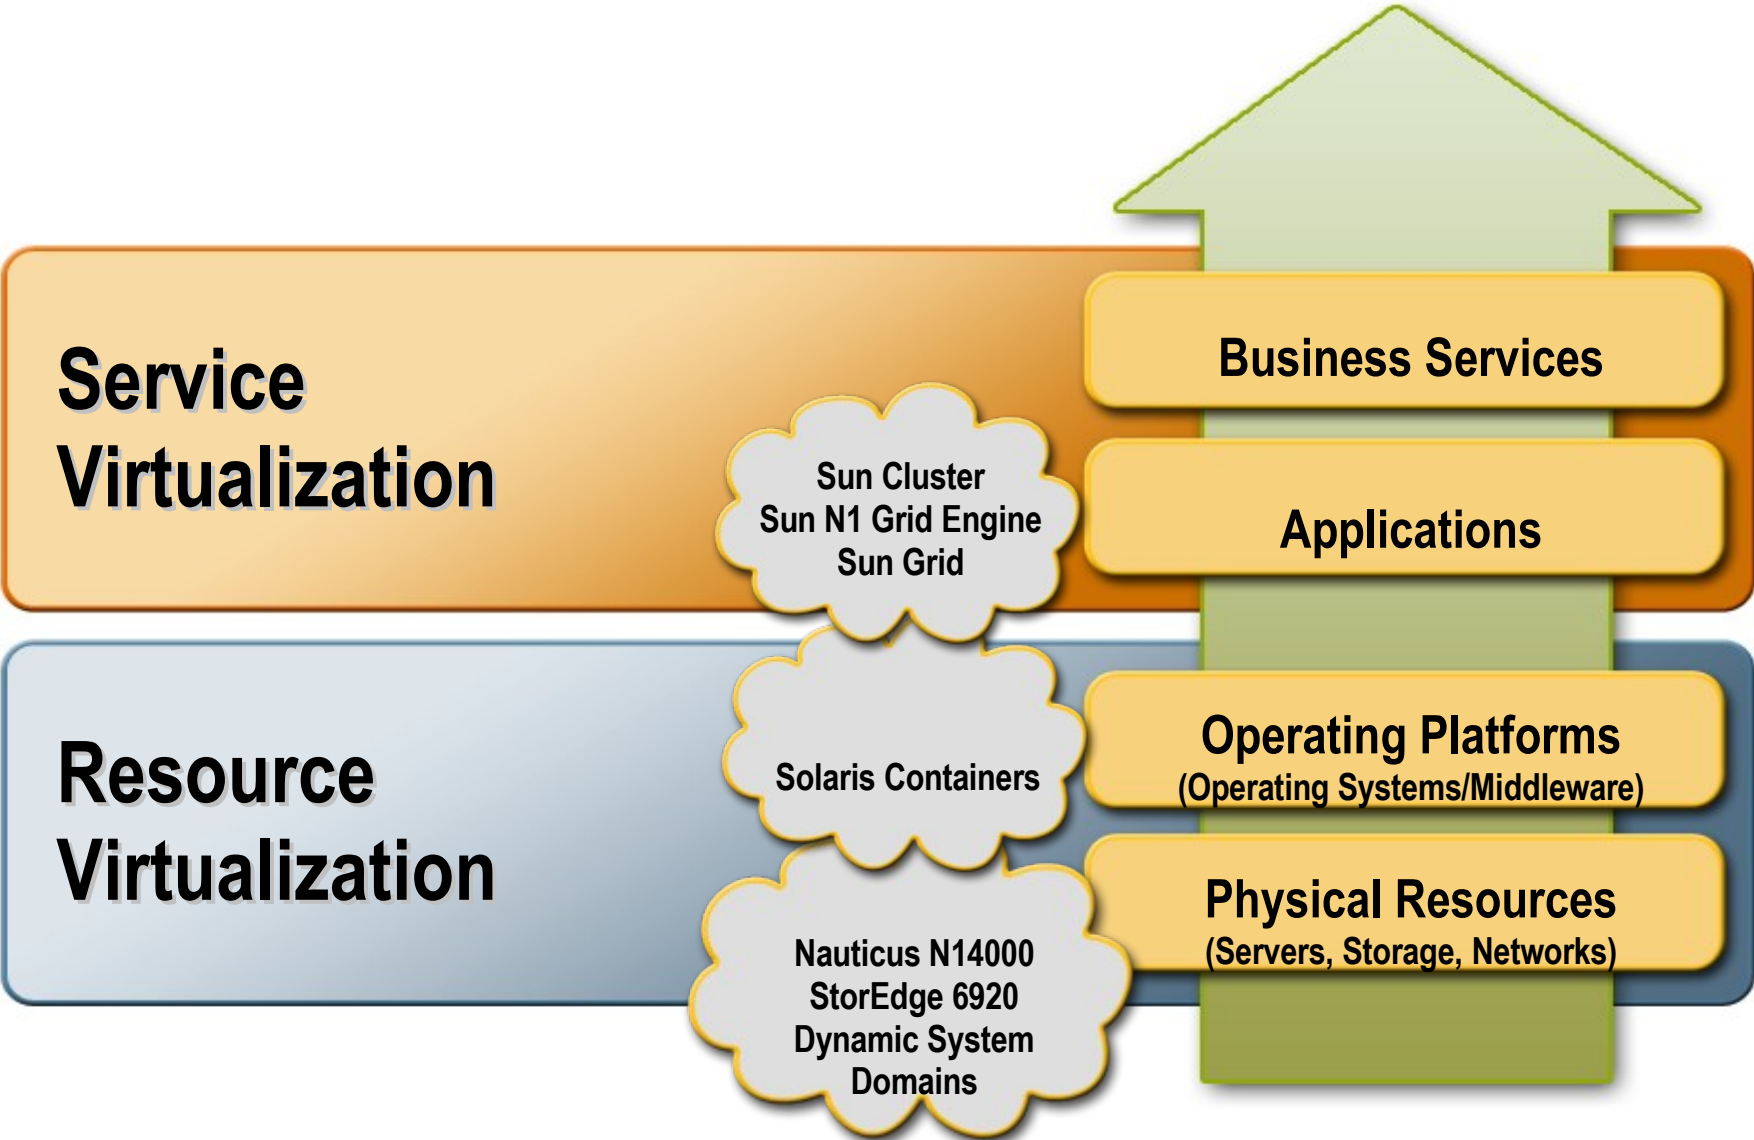 Service
Virtualization
Business Services
Sun Cluster
Sun N1 Grid Engine
Sun Grid
Applications
Resource
Virtualization
Solaris Containers
Operating Platforms
(Operating Systems/Middleware)
Nauticus N14000
StorEdge 6920
Dynamic System
Domains
Physical Resources
(Servers, Storage, Networks)